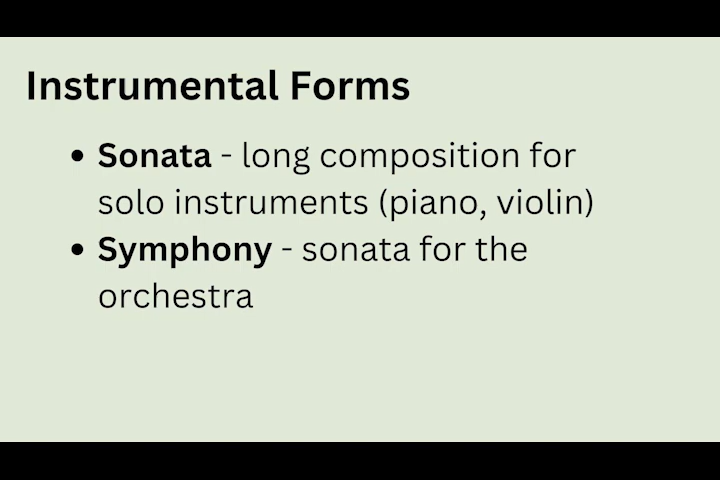 Instrumental Forms
• Sonata - long composition for
solo instruments (piano, violin)
• Symphony - sonata for the
orchestra